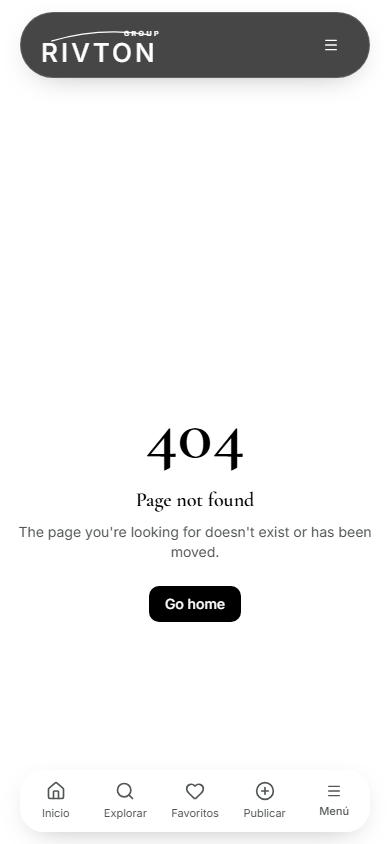 GROUP
RIVTON
404
Page not found
The page you're looking for doesn't exist or has been
moved.
Go home
Inicio
Explorar
Favoritos
Publicar
Menú